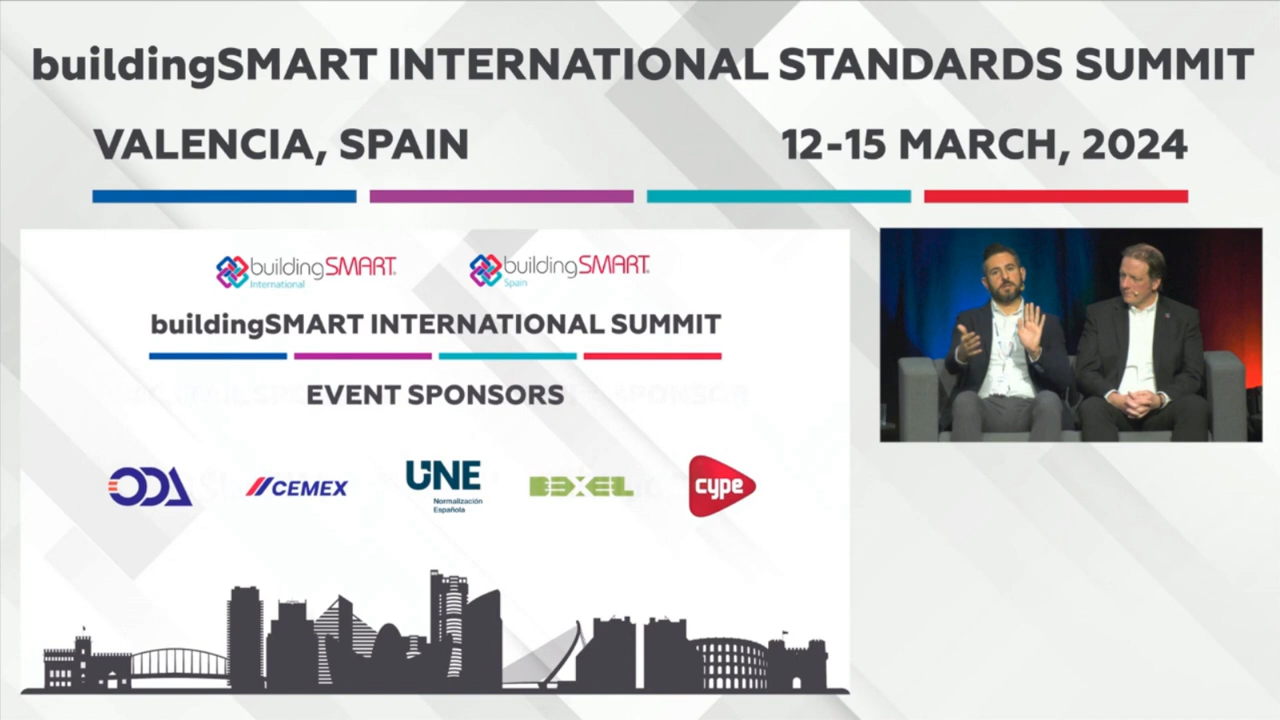 buildingSMART INTERNATIONAL STANDARDS SUMMIT
VALENCIA, SPAIN
12-15 MARCH, 2024
buildingSMART®
International
buildingSMART®
Spain
buildingSMART INTERNATIONAL SUMMIT
EVENT SPONSORS
ODA
CEMEX
UNE
Normalización
Española
BEXEL
cype